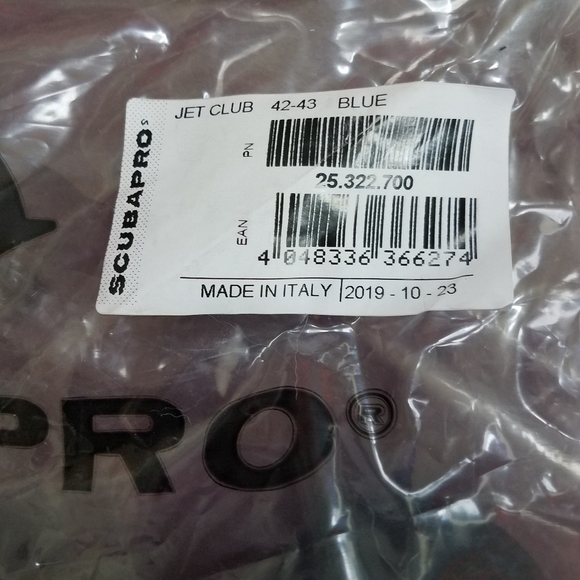 JET CLUB 42-43 BLUE
SCUBAPRO
PN
25.322.700
EAN
4 048336 366274
MADE IN ITALY 2019 - 10 - 23
PRO®